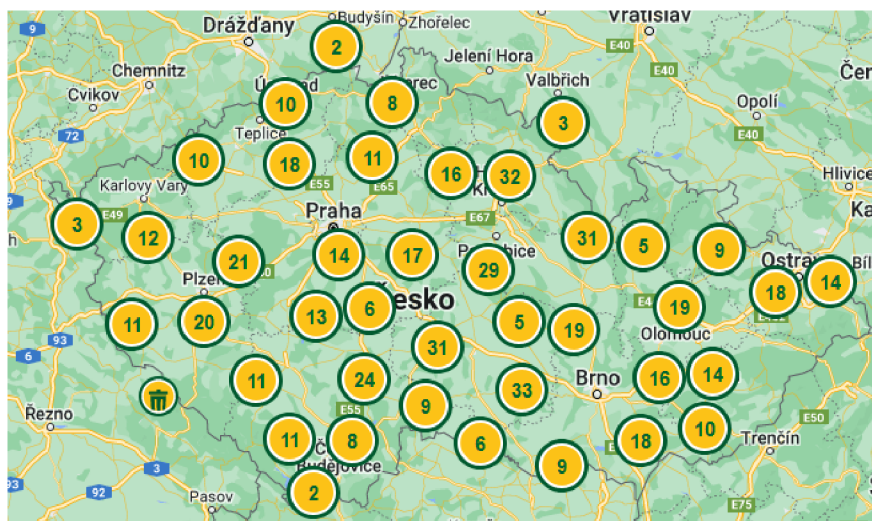 Budyšín
Zhořelec
Vratislav
Drážďany
9
2
E40
Jelení Hora
E40
Chemnitz
Valbřich
Cvikov
10
8
Opolí
3
Teplice
72
E40
10
18
11
16
32
Hlivice
Karlovy Vary
E55
E65
E49
Praha
E67
3
12
31
5
9
21
14
17
29
Ostrava
18
14
Plzeň
11
20
13
6
Česko
5
19
19
Olomouc
93
6
31
11
24
33
Brno
16
14
9
E55
Řezno
E50
11
8
6
18
10
Trenčín
Budějovice
3
9
93
92
2
Pasov
E75